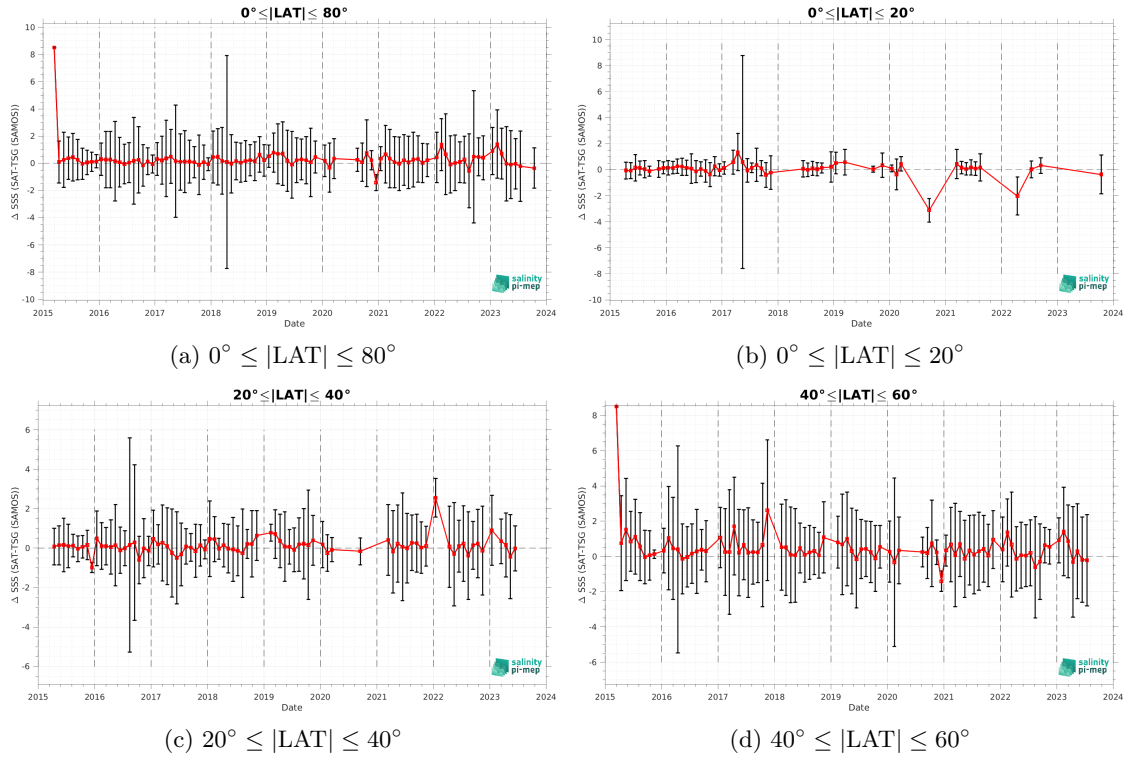 0°≤|LAT|≤ 80°
Δ SSS (SAT-TSG (SAMOS))
10
8
6
4
2
0
-2
-4
-6
-8
-10
2015 2016 2017 2018 2019 2020 2021 2022 2023 2024
Date
salinity
pi-mep
(a) 0° ≤ |LAT| ≤ 80°
0°≤|LAT|≤ 20°
Δ SSS (SAT-TSG (SAMOS))
10
8
6
4
2
0
-2
-4
-6
-8
-10
2015 2016 2017 2018 2019 2020 2021 2022 2023 2024
Date
salinity
pi-mep
(b) 0° ≤ |LAT| ≤ 20°
20°≤|LAT|≤ 40°
Δ SSS (SAT-TSG (SAMOS))
6
4
2
0
-2
-4
-6
2015 2016 2017 2018 2019 2020 2021 2022 2023 2024
Date
salinity
pi-mep
(c) 20° ≤ |LAT| ≤ 40°
40°≤|LAT|≤ 60°
Δ SSS (SAT-TSG (SAMOS))
8
6
4
2
0
-2
-4
-6
2015 2016 2017 2018 2019 2020 2021 2022 2023 2024
Date
salinity
pi-mep
(d) 40° ≤ |LAT| ≤ 60°